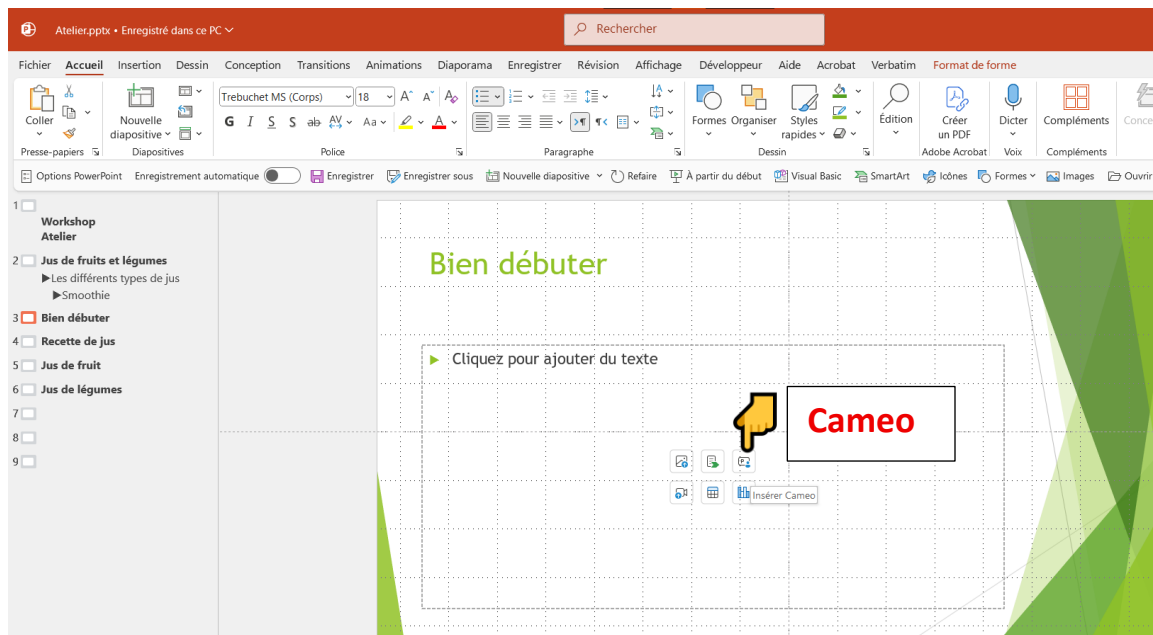 Atelier.pptx • Enregistré dans ce PC
Rechercher
Fichier Accueil Insertion Dessin Conception Transitions Animations Diaporama Enregistrer Révision Affichage Développeur Aide Acrobat Verbatim Format de forme
Trebuchet MS (Corps) 18
Coller Nouvelle diapositive Formes Organiser Styles rapides Édition Créer un PDF Dicter Compléments
G I S S ab AV Aa A
Presse-papiers Diapositives Police Paragraphe Dessin Adobe Acrobat Voix Compléments
Options PowerPoint Enregistrement automatique Enregistrer Enregistrer sous Nouvelle diapositive Refaire À partir du début Visual Basic SmartArt Icônes Formes Images Ouvrir
1
Workshop
Atelier
2 Jus de fruits et légumes
Les différents types de jus
Smoothie
3 Bien débuter
4 Recette de jus
5 Jus de fruit
6 Jus de légumes
7
8
9
Bien débuter
Cliquez pour ajouter du texte
Cameo
Insérer Cameo